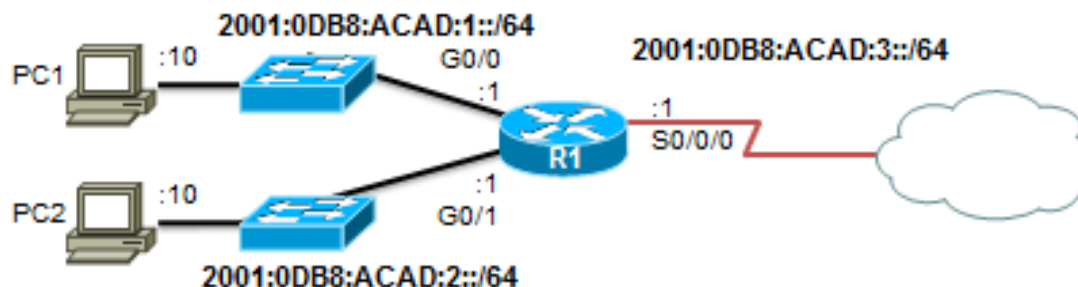 2001:0DB8:ACAD:1::/64
PC1
:10
G0/0
:1
2001:0DB8:ACAD:3::/64
:1
S0/0/0
R1
PC2
:10
:1
G0/1
2001:0DB8:ACAD:2::/64